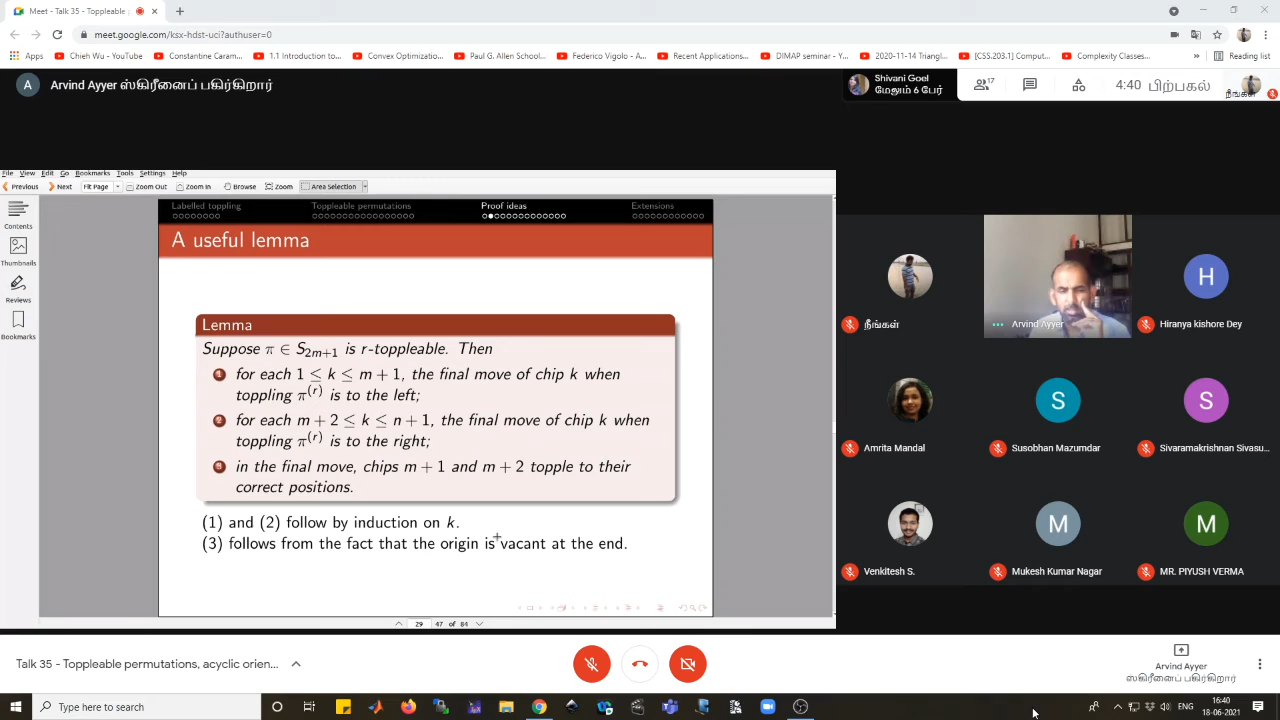 Meet - Talk 35 - Toppleable
meet.google.com/ksx-hdst-uci?authuser=0
Apps Chieh Wu - YouTube Constantine Caram... 1.1 Introduction to... Convex Optimizatio... Paul G. Allen School... Federico Vigolo - A... Recent Applications... DIMAP seminar - Y... 2020-11-14 Triangl... [CSS.203.1] Comput... Complexity Classes... » Reading list
A Arvind Ayyer ஸ்கிரீனைப் பகிர்கிறார்
Shivani Goel
மேலும் 6 பேர்
17
4:40 பிற்பகல்
நீங்கள்
File View Edit Go Bookmarks Tools Settings Help
Previous Next Fit Page Zoom Out Zoom In Browse Zoom Area Selection
Contents
Thumbnails
Reviews
Bookmarks
Labelled toppling Toppleable permutations Proof ideas Extensions
A useful lemma
Lemma
Suppose π ∈ S₂ₘ₊₁ is r-toppleable. Then
1 for each 1 ≤ k ≤ m + 1, the final move of chip k when
toppling π⁽ʳ⁾ is to the left;
2 for each m + 2 ≤ k ≤ n + 1, the final move of chip k when
toppling π⁽ʳ⁾ is to the right;
3 in the final move, chips m + 1 and m + 2 topple to their
correct positions.
(1) and (2) follow by induction on k.
(3) follows from the fact that the origin is vacant at the end.
29 47 of 84
நீங்கள்
Arvind Ayyer
H
Hiranya kishore Dey
Amrita Mandal
S
Susobhan Mazumdar
S
Sivaramakrishnan Sivasu...
Venkitesh S.
M
Mukesh Kumar Nagar
M
MR. PIYUSH VERMA
Talk 35 - Toppleable permutations, acyclic orien...
Arvind Ayyer
ஸ்கிரீனைப் பகிர்கிறார்
Type here to search
ENG
16:40
18-06-2021